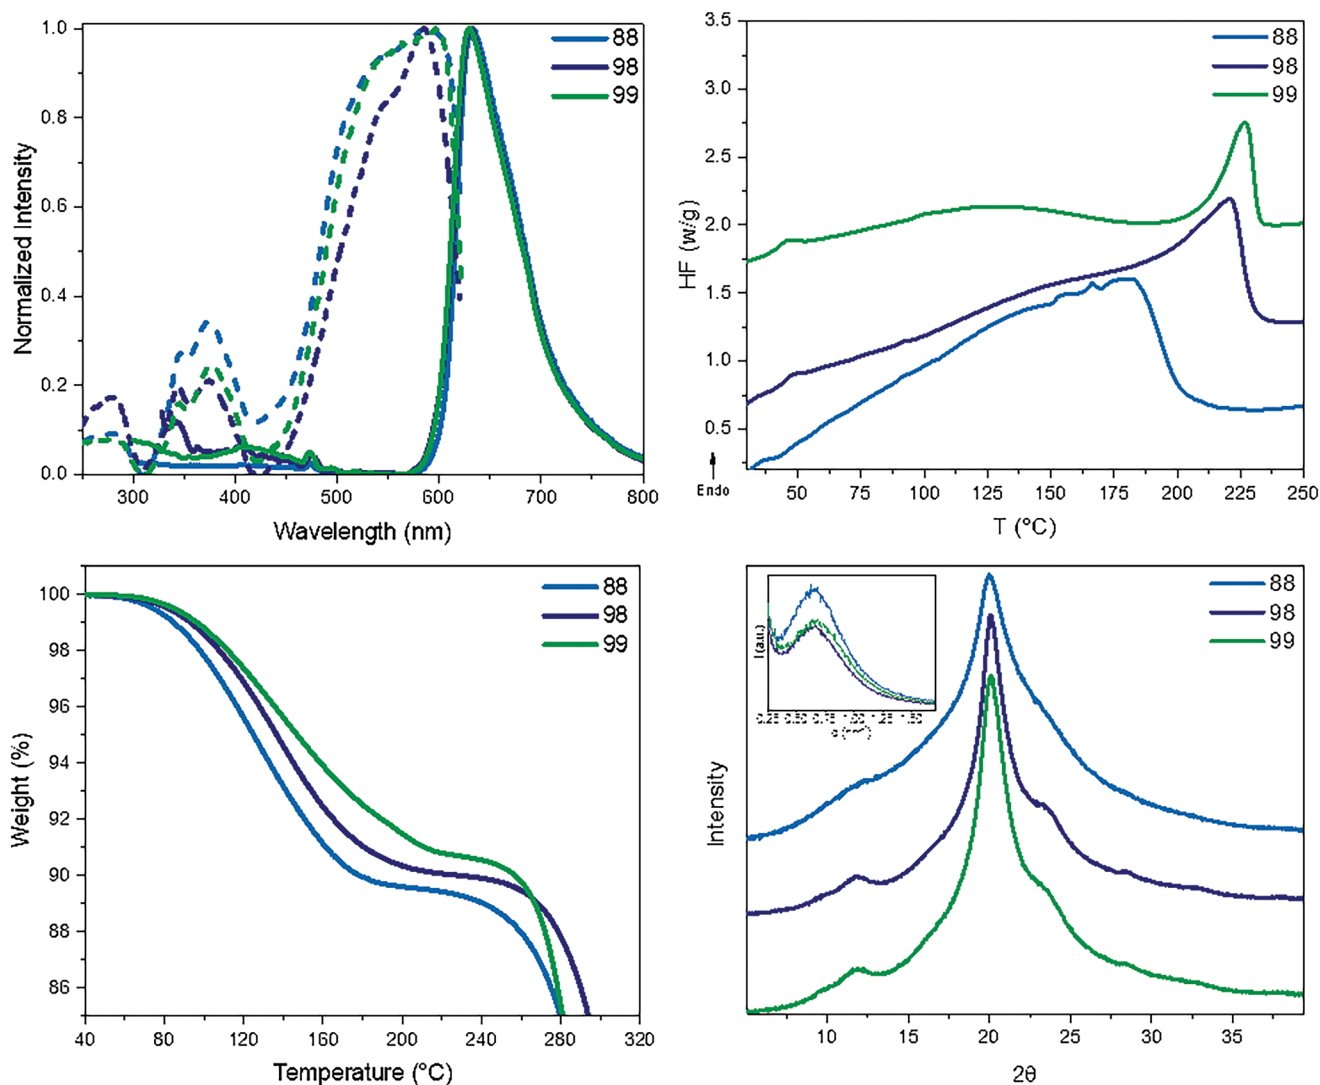 1.0
0.8
0.6
0.4
0.2
0.0
Normalized Intensity
88
98
99
300 400 500 600 700 800
Wavelength (nm)
3.5
3.0
2.5
2.0
1.5
1.0
0.5
HF (w/g)
88
98
99
Endo
50 75 100 125 150 175 200 225 250
T (°C)
100
98
96
94
92
90
88
86
Weight (%)
88
98
99
40 80 120 160 200 240 280 320
Temperature (°C)
88
98
99
I (a.u.)
Intensity
10 15 20 25 30 35
2θ